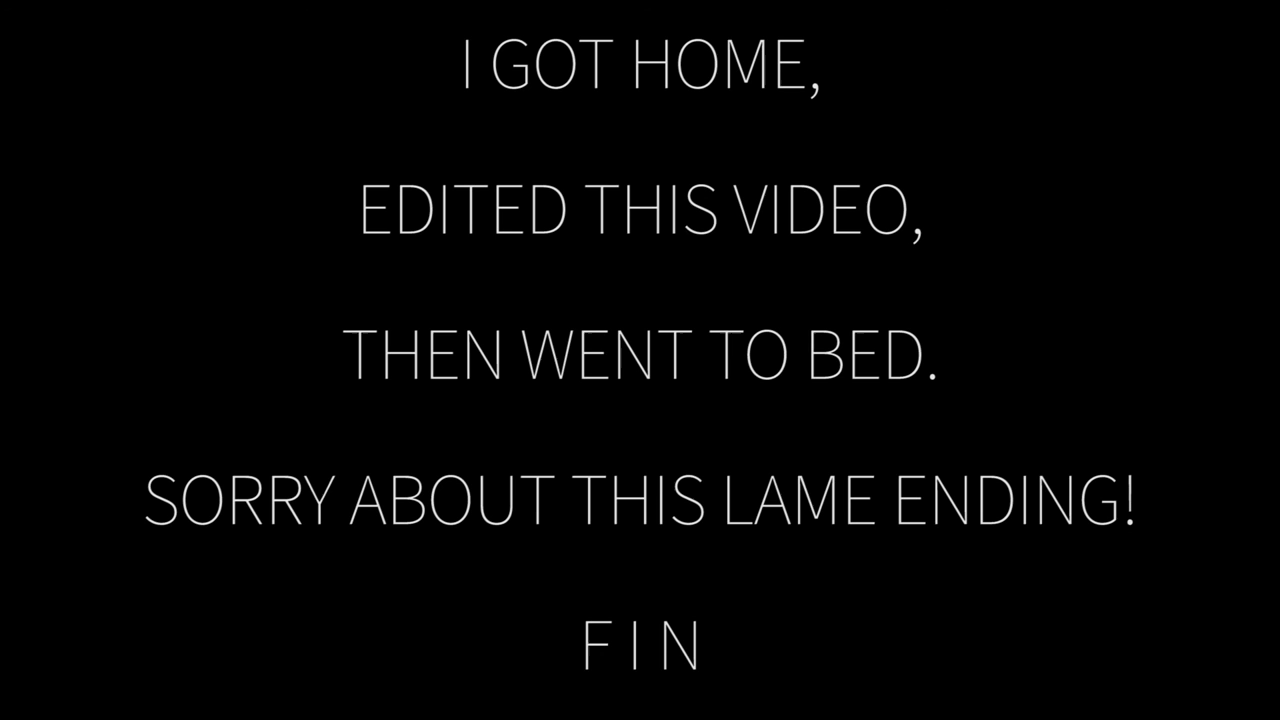 I GOT HOME,
EDITED THIS VIDEO,
THEN WENT TO BED.
SORRY ABOUT THIS LAME ENDING!
F I N